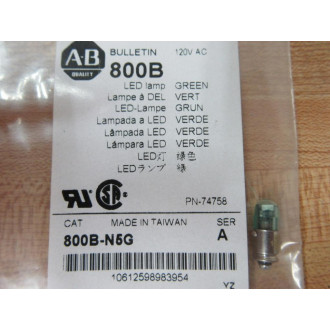 A-B
QUALITY
BULLETIN 120V AC
800B
LED lamp GREEN
Lampe à DEL VERT
LED-Lampe GRUN
Lampada a LED VERDE
Lâmpada LED VERDE
Lámpara LED VERDE
LED灯 绿色
LEDランプ 緑
PN-74758
CAT MADE IN TAIWAN SER
800B-N5G A
10612598983954
YZ